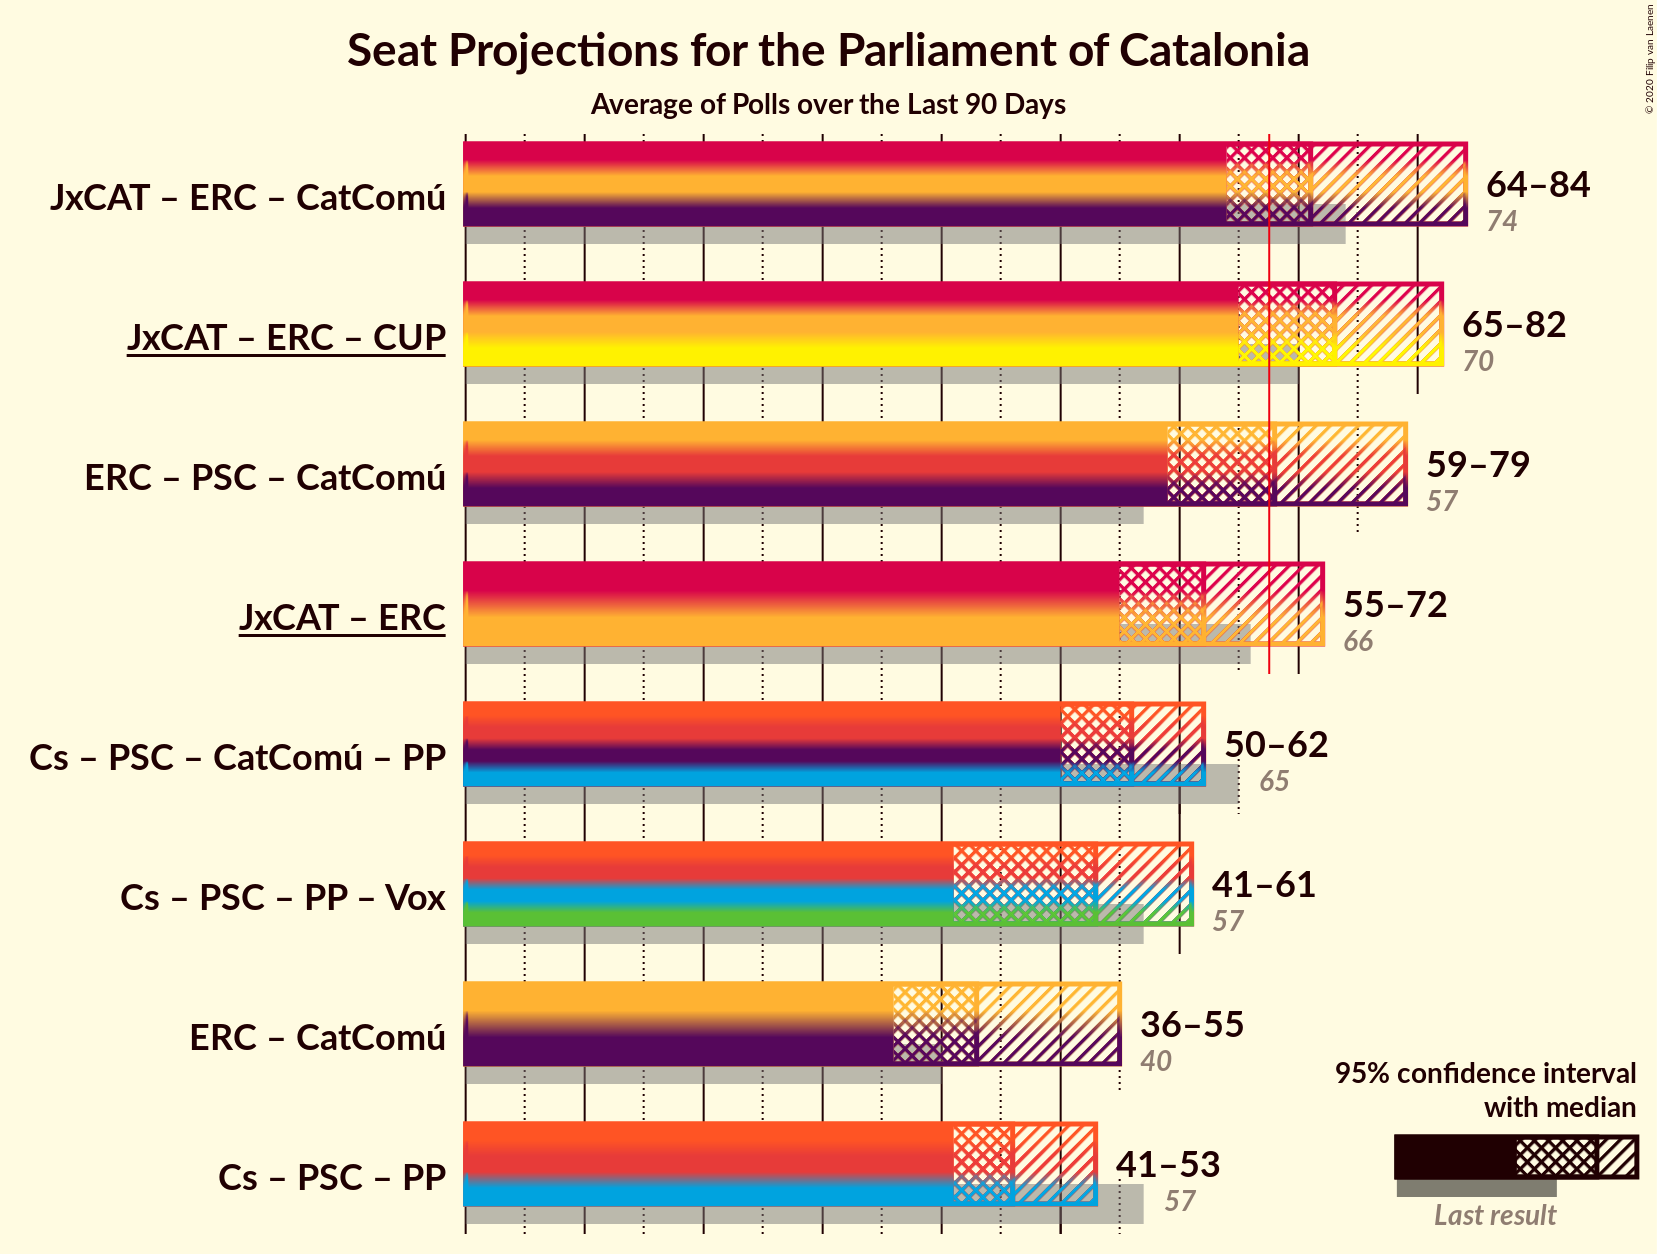 Seat Projections for the Parliament of Catalonia
Average of Polls over the Last 90 Days
© 2020 Filip van Laenen
JxCAT – ERC – CatComú
64–84
74
JxCAT – ERC – CUP
65–82
70
ERC – PSC – CatComú
59–79
57
JxCAT – ERC
55–72
66
Cs – PSC – CatComú – PP
50–62
65
Cs – PSC – PP – Vox
41–61
57
ERC – CatComú
36–55
40
Cs – PSC – PP
41–53
57
95% confidence interval
with median
Last result